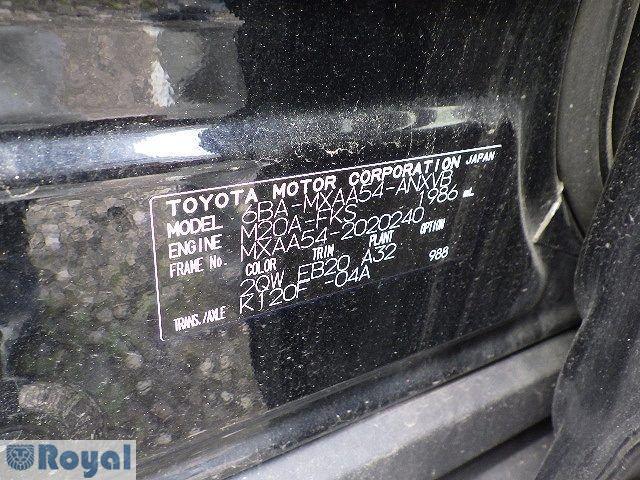 TOYOTA MOTOR CORPORATION JAPAN
MODEL 6BA-MXAA54-ANXVB
ENGINE M20A-FKS 1986 mL
FRAME No. MXAA54-2020240
COLOR TRIM PLANT OPTION
2QW EB20 A32 988
TRANS./AXLE K120F -04A
Royal